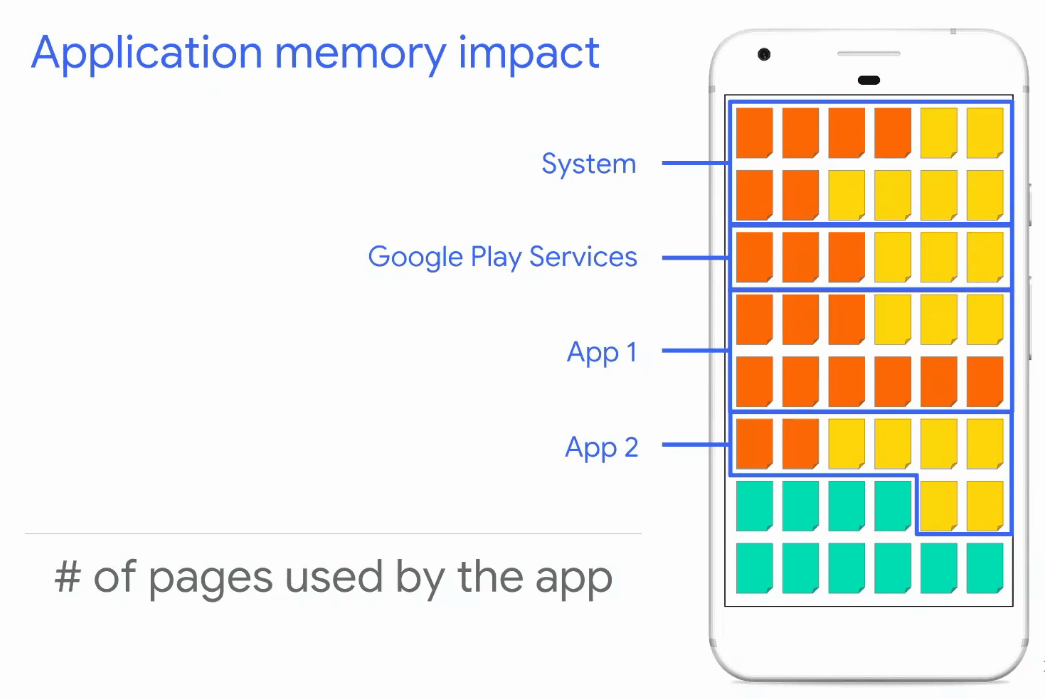 Application memory impact
System
Google Play Services
App 1
App 2
# of pages used by the app